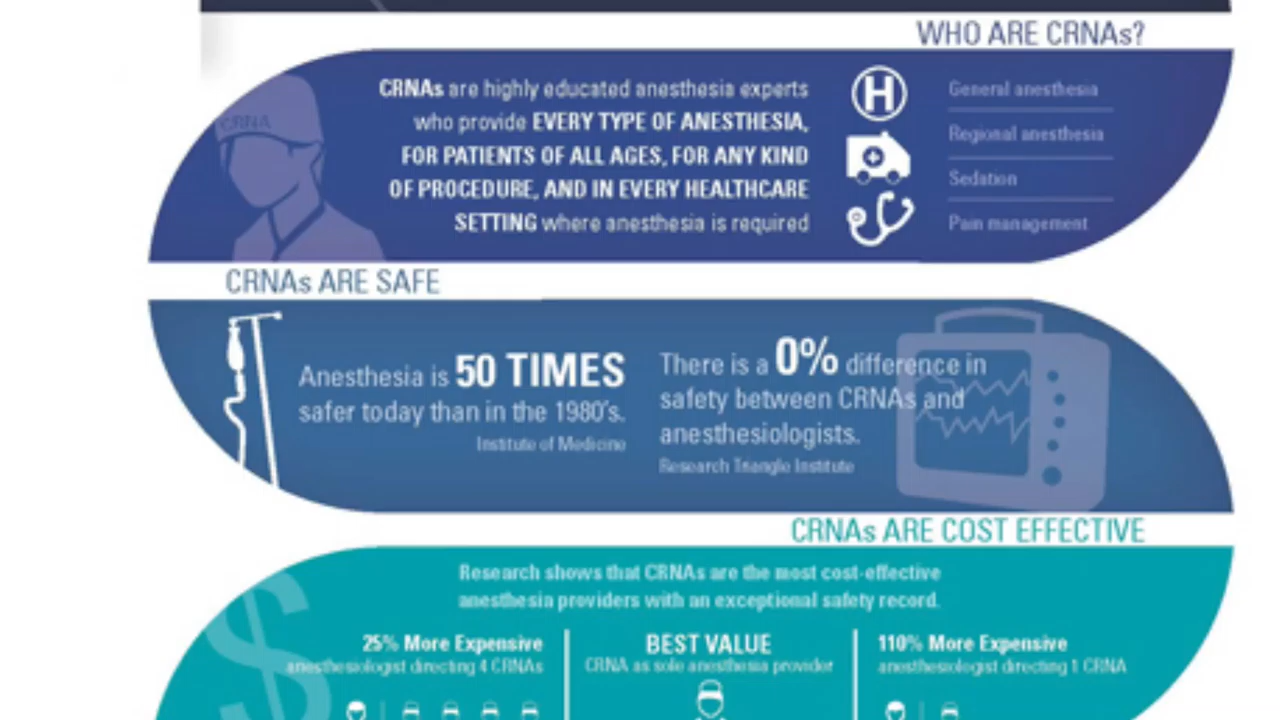 WHO ARE CRNAs?
CRNA
CRNAs are highly educated anesthesia experts
who provide EVERY TYPE OF ANESTHESIA,
FOR PATIENTS OF ALL AGES, FOR ANY KIND
OF PROCEDURE, AND IN EVERY HEALTHCARE
SETTING where anesthesia is required
H
General anesthesia
Regional anesthesia
Sedation
Pain management
CRNAs ARE SAFE
Anesthesia is 50 TIMES
safer today than in the 1980's.
Institute of Medicine
There is a 0% difference in
safety between CRNAs and
anesthesiologists.
Research Triangle Institute
CRNAs ARE COST EFFECTIVE
$
Research shows that CRNAs are the most cost-effective
anesthesia providers with an exceptional safety record.
25% More Expensive
anesthesiologist directing 4 CRNAs
BEST VALUE
CRNA as sole anesthesia provider
110% More Expensive
anesthesiologist directing 1 CRNA